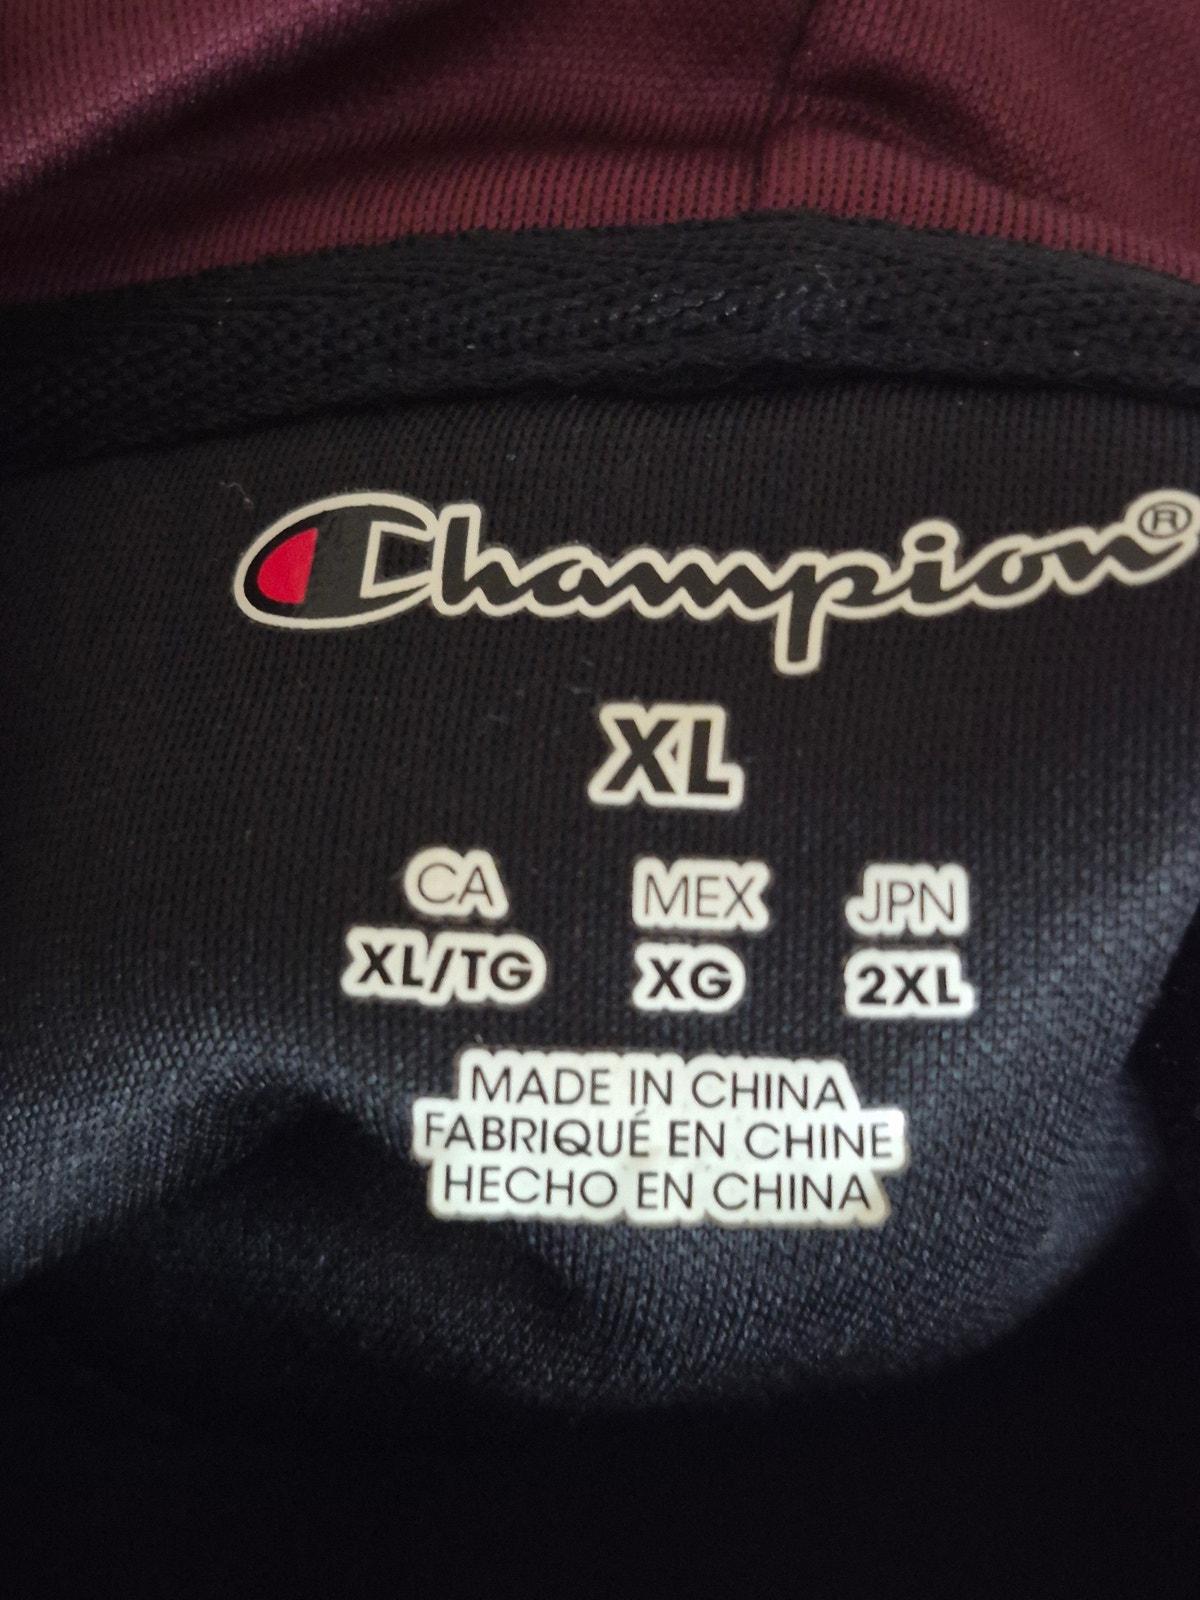 Champion®
XL
CA MEX JPN
XL/TG XG 2XL
MADE IN CHINA
FABRIQUÉ EN CHINE
HECHO EN CHINA